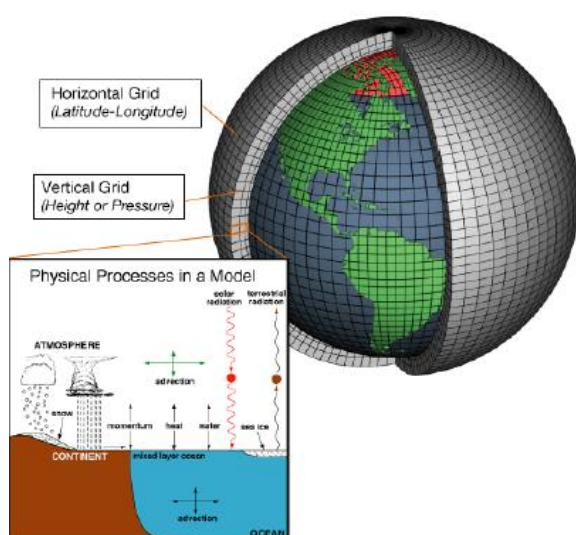 Horizontal Grid
(Latitude-Longitude)
Vertical Grid
(Height or Pressure)
Physical Processes in a Model
solar
radiation
terrestrial
radiation
ATMOSPHERE
advection
snow
momentum
heat
water
sea ice
CONTINENT
mixed layer ocean
advection
OCEAN